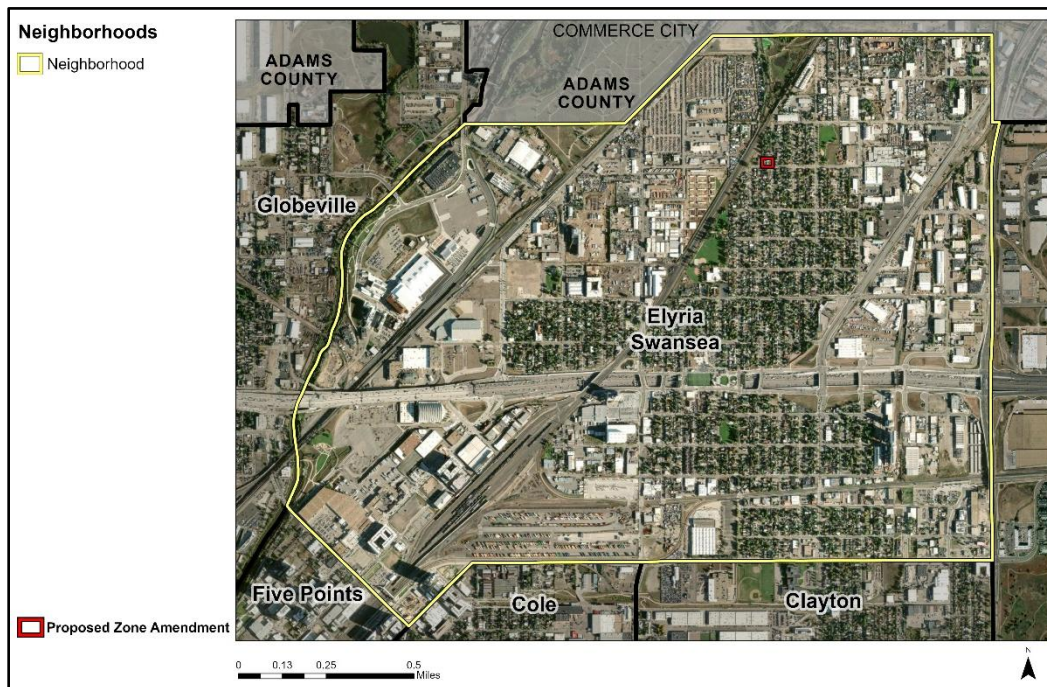 Neighborhoods
Neighborhood
COMMERCE CITY
ADAMS
COUNTY
ADAMS
COUNTY
Globeville
Elyria
Swansea
Five Points
Cole
Clayton
Proposed Zone Amendment
0 0.13 0.25 0.5
Miles
N